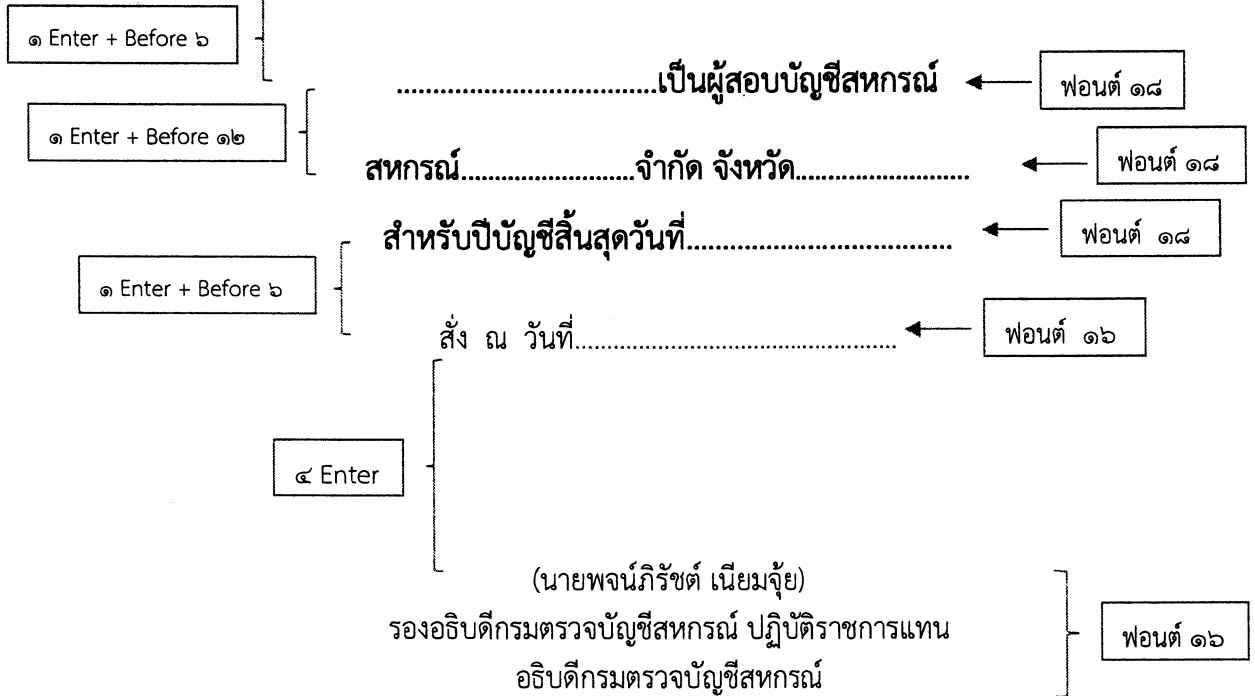 ๑ Enter + Before ๖
..................................เป็นผู้สอบบัญชีสหกรณ์
ฟอนต์ ๑๘
๑ Enter + Before ๑๒
สหกรณ์.........................จำกัด จังหวัด.........................
ฟอนต์ ๑๘
สำหรับปีบัญชีสิ้นสุดวันที่.....................................
ฟอนต์ ๑๘
๑ Enter + Before ๖
สั่ง ณ วันที่...............................................
ฟอนต์ ๑๖
๔ Enter
(นายพจน์ภิรัชต์ เนียมจุ้ย)
รองอธิบดีกรมตรวจบัญชีสหกรณ์ ปฏิบัติราชการแทน
ฟอนต์ ๑๖
อธิบดีกรมตรวจบัญชีสหกรณ์